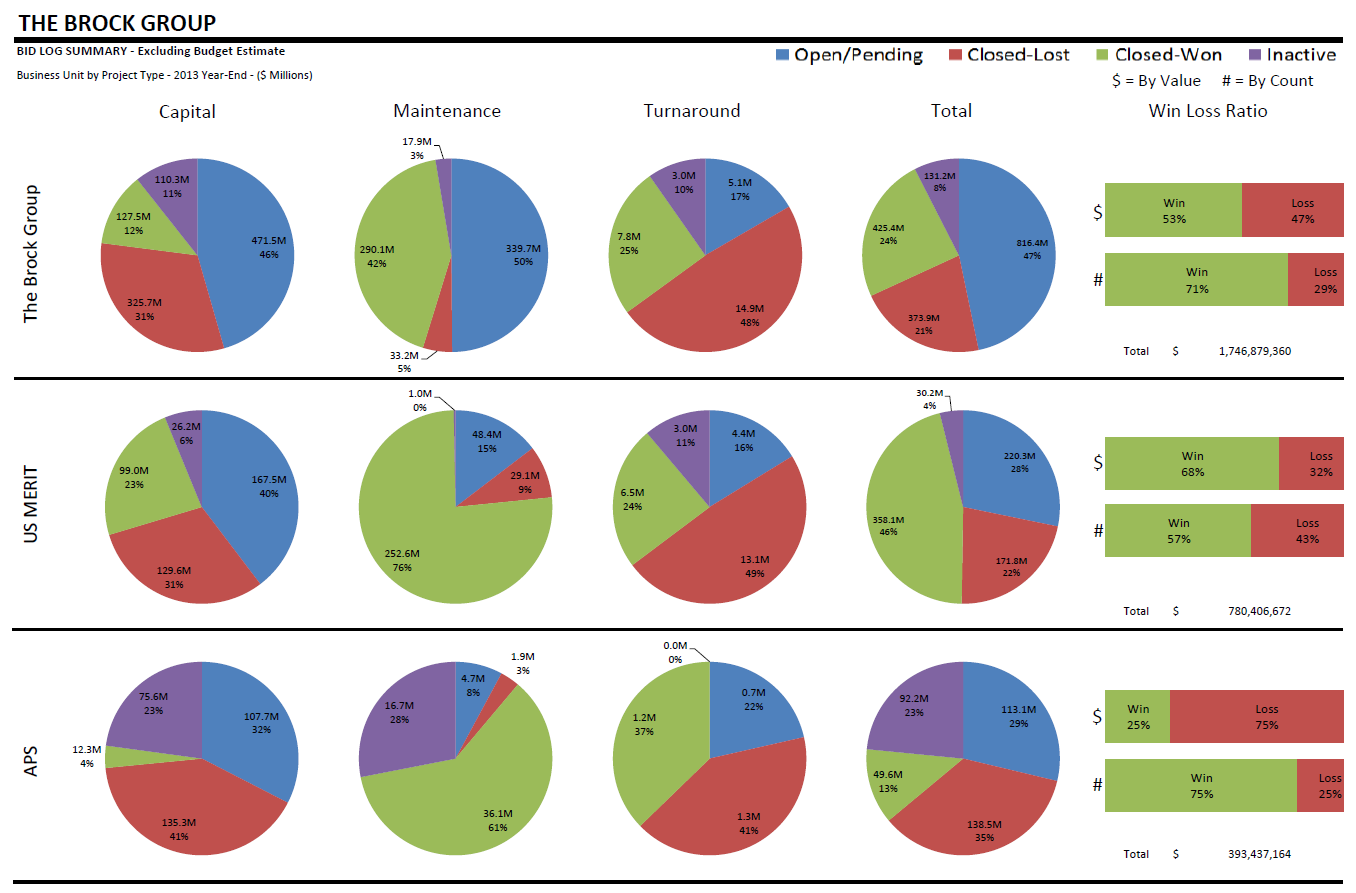 THE BROCK GROUP
BID LOG SUMMARY - Excluding Budget Estimate
Business Unit by Project Type - 2013 Year-End - ($ Millions)
Open/Pending Closed-Lost Closed-Won Inactive
$ = By Value # = By Count
Capital Maintenance Turnaround Total Win Loss Ratio
The Brock Group
110.3M
11%
127.5M
12%
471.5M
46%
325.7M
31%
17.9M
3%
290.1M
42%
339.7M
50%
33.2M
5%
3.0M
10%
5.1M
17%
7.8M
25%
14.9M
48%
131.2M
8%
425.4M
24%
816.4M
47%
373.9M
21%
$
Win
53%
Loss
47%
#
Win
71%
Loss
29%
Total $ 1,746,879,360
US MERIT
26.2M
6%
99.0M
23%
167.5M
40%
129.6M
31%
1.0M
0%
48.4M
15%
29.1M
9%
252.6M
76%
3.0M
11%
4.4M
16%
6.5M
24%
13.1M
49%
30.2M
4%
220.3M
28%
358.1M
46%
171.8M
22%
$
Win
68%
Loss
32%
#
Win
57%
Loss
43%
Total $ 780,406,672
APS
75.6M
23%
107.7M
32%
12.3M
4%
135.3M
41%
1.9M
3%
4.7M
8%
16.7M
28%
36.1M
61%
0.0M
0%
0.7M
22%
1.2M
37%
1.3M
41%
92.2M
23%
113.1M
29%
49.6M
13%
138.5M
35%
$
Win
25%
Loss
75%
#
Win
75%
Loss
25%
Total $ 393,437,164